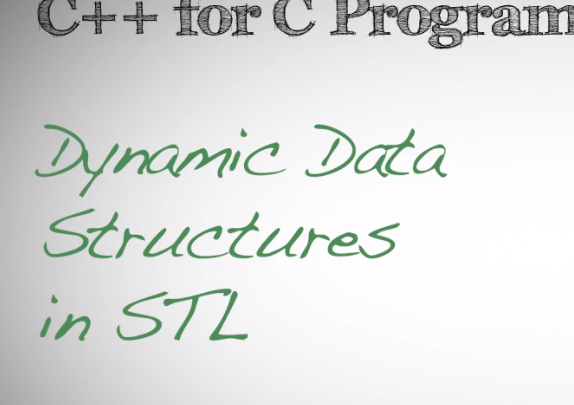 C++ for C Program
Dynamic Data
Structures
in STL